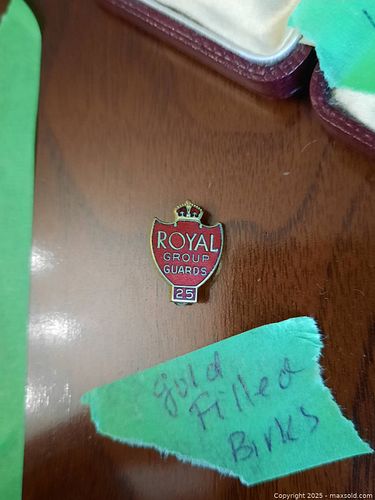 ROYAL
GROUP
GUARDS
25
Gold
Filled
Birks
Copyright 2025 - maxsold.com